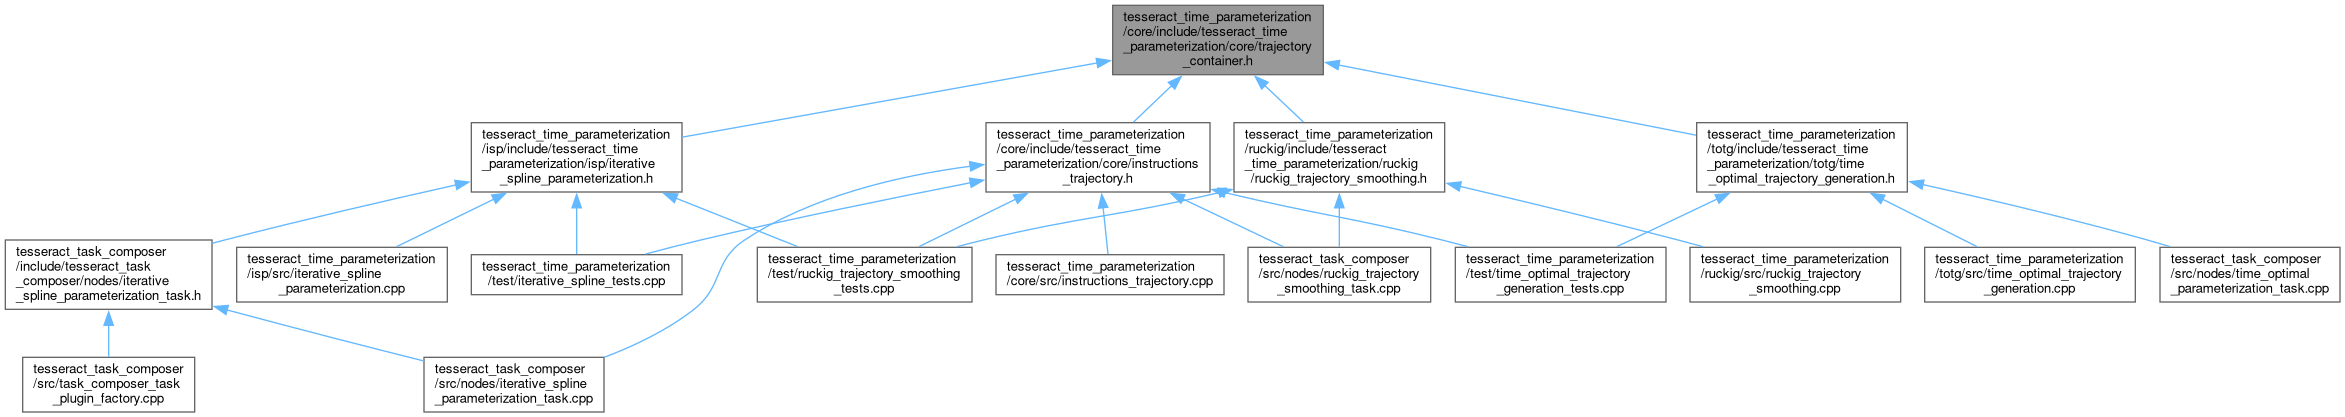 tesseract_time_parameterization
/core/include/tesseract_time
_parameterization/core/trajectory
_container.h
tesseract_time_parameterization
/isp/include/tesseract_time
_parameterization/isp/iterative
_spline_parameterization.h
tesseract_time_parameterization
/core/include/tesseract_time
_parameterization/core/instructions
_trajectory.h
tesseract_time_parameterization
/ruckig/include/tesseract
_time_parameterization/ruckig
/ruckig_trajectory_smoothing.h
tesseract_time_parameterization
/totg/include/tesseract_time
_parameterization/totg/time
_optimal_trajectory_generation.h
tesseract_task_composer
/include/tesseract_task
_composer/nodes/iterative
_spline_parameterization_task.h
tesseract_time_parameterization
/isp/src/iterative_spline
_parameterization.cpp
tesseract_time_parameterization
/test/iterative_spline_tests.cpp
tesseract_time_parameterization
/test/ruckig_trajectory_smoothing
_tests.cpp
tesseract_time_parameterization
/core/src/instructions_trajectory.cpp
tesseract_task_composer
/src/nodes/ruckig_trajectory
_smoothing_task.cpp
tesseract_time_parameterization
/test/time_optimal_trajectory
_generation_tests.cpp
tesseract_time_parameterization
/ruckig/src/ruckig_trajectory
_smoothing.cpp
tesseract_time_parameterization
/totg/src/time_optimal_trajectory
_generation.cpp
tesseract_task_composer
/src/nodes/time_optimal
_parameterization_task.cpp
tesseract_task_composer
/src/task_composer_task
_plugin_factory.cpp
tesseract_task_composer
/src/nodes/iterative_spline
_parameterization_task.cpp